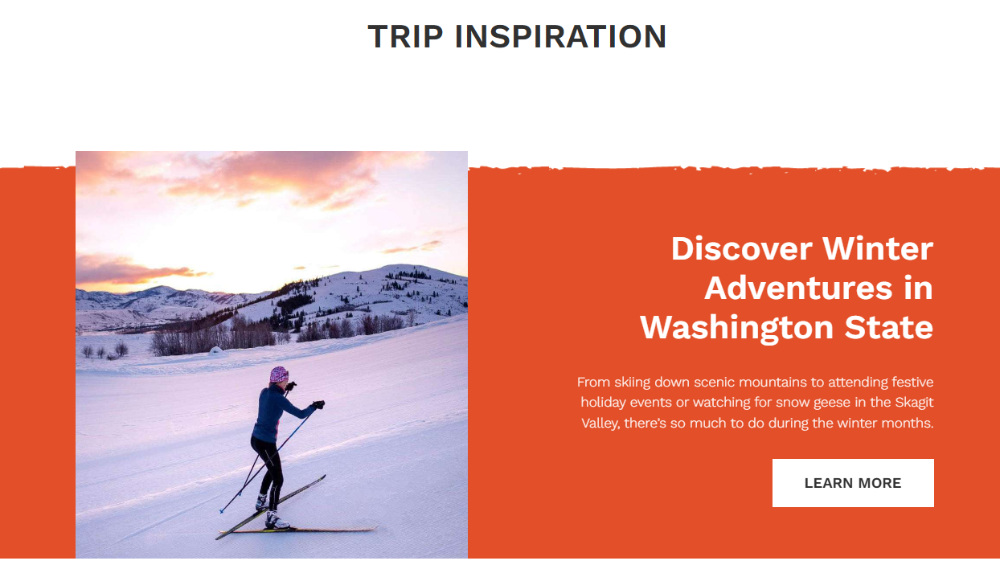 TRIP INSPIRATION
Discover Winter
Adventures in
Washington State
From skiing down scenic mountains to attending festive
holiday events or watching for snow geese in the Skagit
Valley, there’s so much to do during the winter months.
LEARN MORE